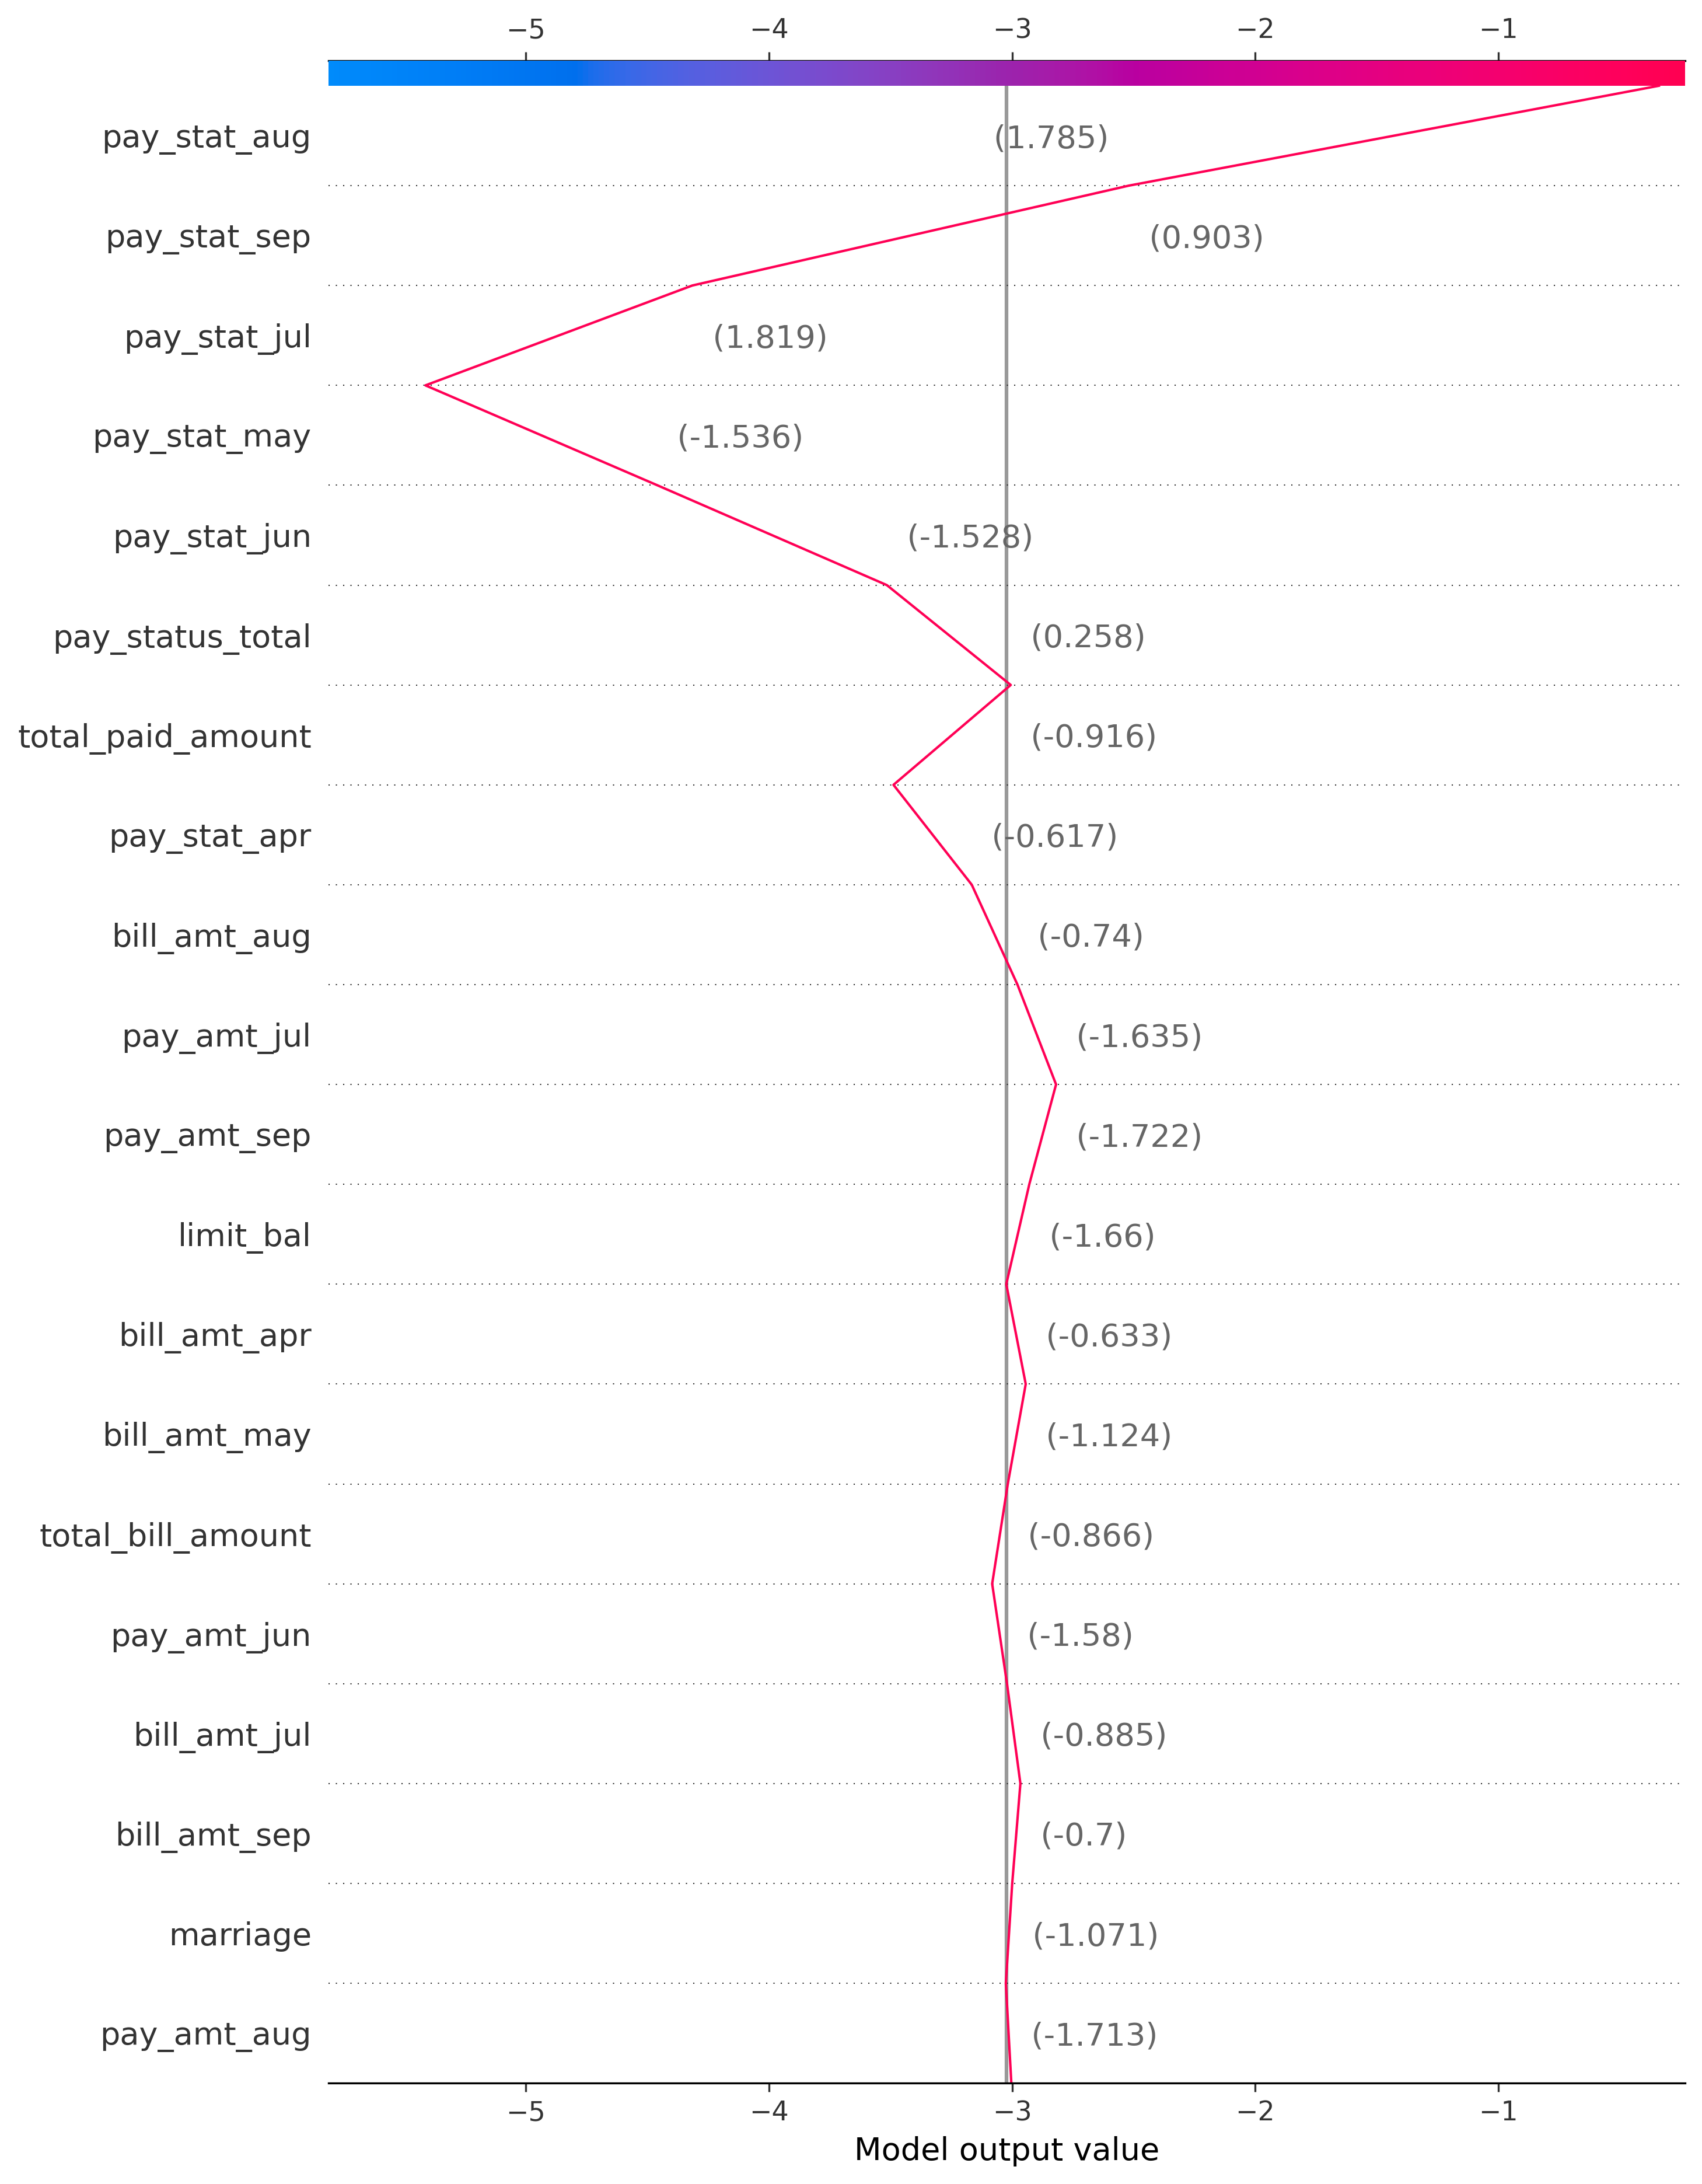 −5 −4 −3 −2 −1
pay_stat_aug (1.785)
pay_stat_sep (0.903)
pay_stat_jul (1.819)
pay_stat_may (-1.536)
pay_stat_jun (-1.528)
pay_status_total (0.258)
total_paid_amount (-0.916)
pay_stat_apr (-0.617)
bill_amt_aug (-0.74)
pay_amt_jul (-1.635)
pay_amt_sep (-1.722)
limit_bal (-1.66)
bill_amt_apr (-0.633)
bill_amt_may (-1.124)
total_bill_amount (-0.866)
pay_amt_jun (-1.58)
bill_amt_jul (-0.885)
bill_amt_sep (-0.7)
marriage (-1.071)
pay_amt_aug (-1.713)
−5 −4 −3 −2 −1
Model output value